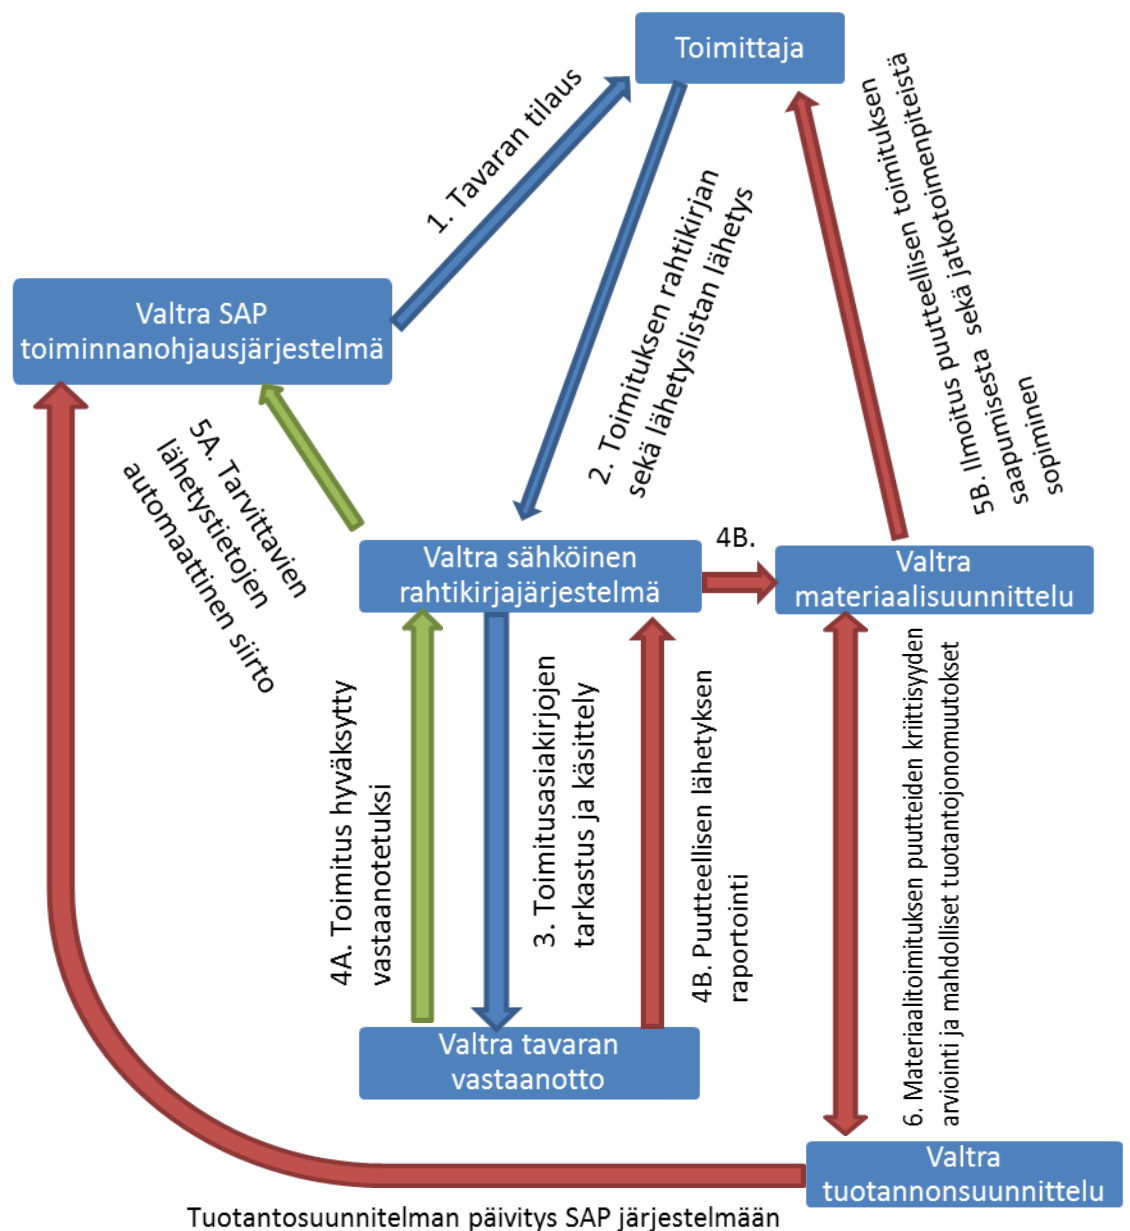 Toimittaja
1. Tavaran tilaus
2. Toimituksen rahtikirjan
sekä lähetyslistan lähetys
5B. Ilmoitus puutteellisen toimituksen
saapumisesta sekä jatkotoimenpiteistä
sopiminen
Valtra SAP
toiminnanohjausjärjestelmä
5A. Tarvittavien
lähetystietojen
automaattinen siirto
Valtra sähköinen
rahtikirjajärjestelmä
4B.
Valtra
materiaalisuunnittelu
4A. Toimitus hyväksytty
vastaanotetuksi
3. Toimitusasiakirjojen
tarkastus ja käsittely
4B. Puutteellisen lähetyksen
raportointi
6. Materiaalitoimituksen puutteiden kriittisyyden
arviointi ja mahdolliset tuotantojonomuutokset
Valtra tavaran
vastaanotto
Valtra
tuotannonsuunnittelu
Tuotantosuunnitelman päivitys SAP järjestelmään